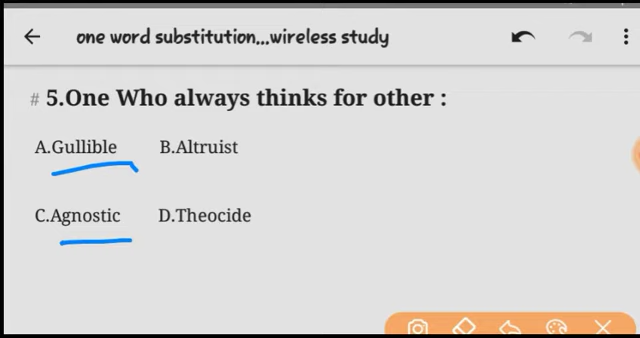 one word substitution...wireless study
# 5.One Who always thinks for other :
A.Gullible B.Altruist
C.Agnostic D.Theocide